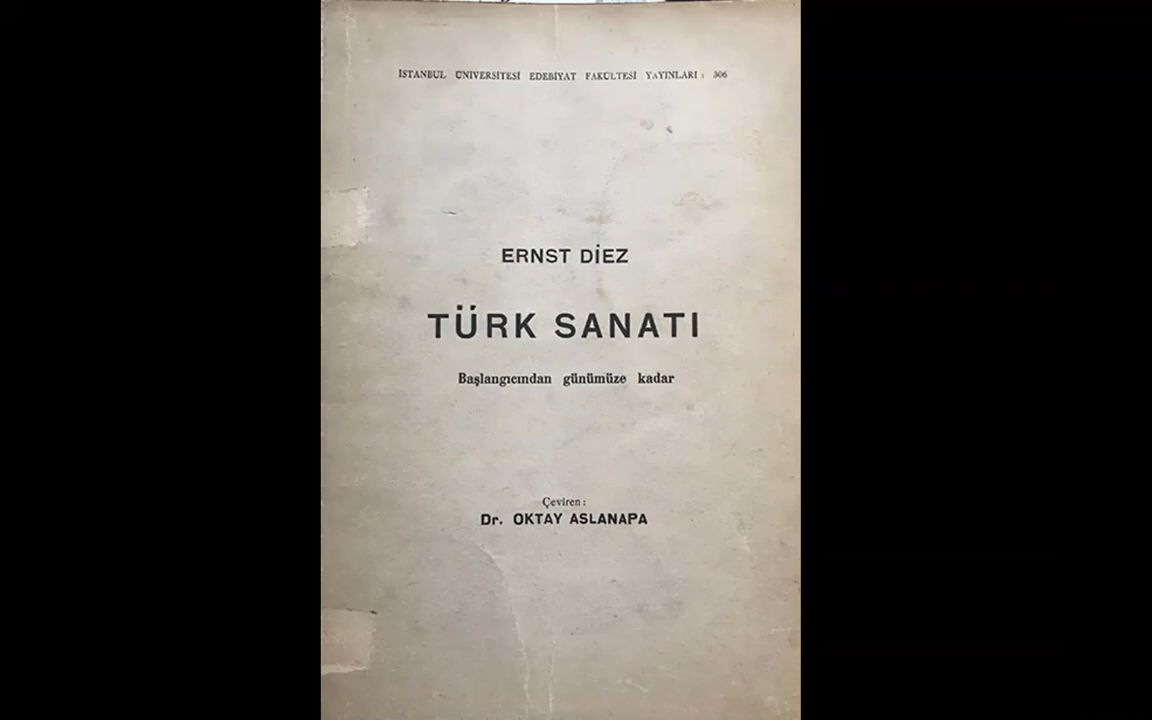 İSTANBUL ÜNİVERSİTESİ EDEBİYAT FAKÜLTESİ YAYINLARI : 306
ERNST DİEZ
TÜRK SANATI
Başlangıcından günümüze kadar
Çeviren :
Dr. OKTAY ASLANAPA